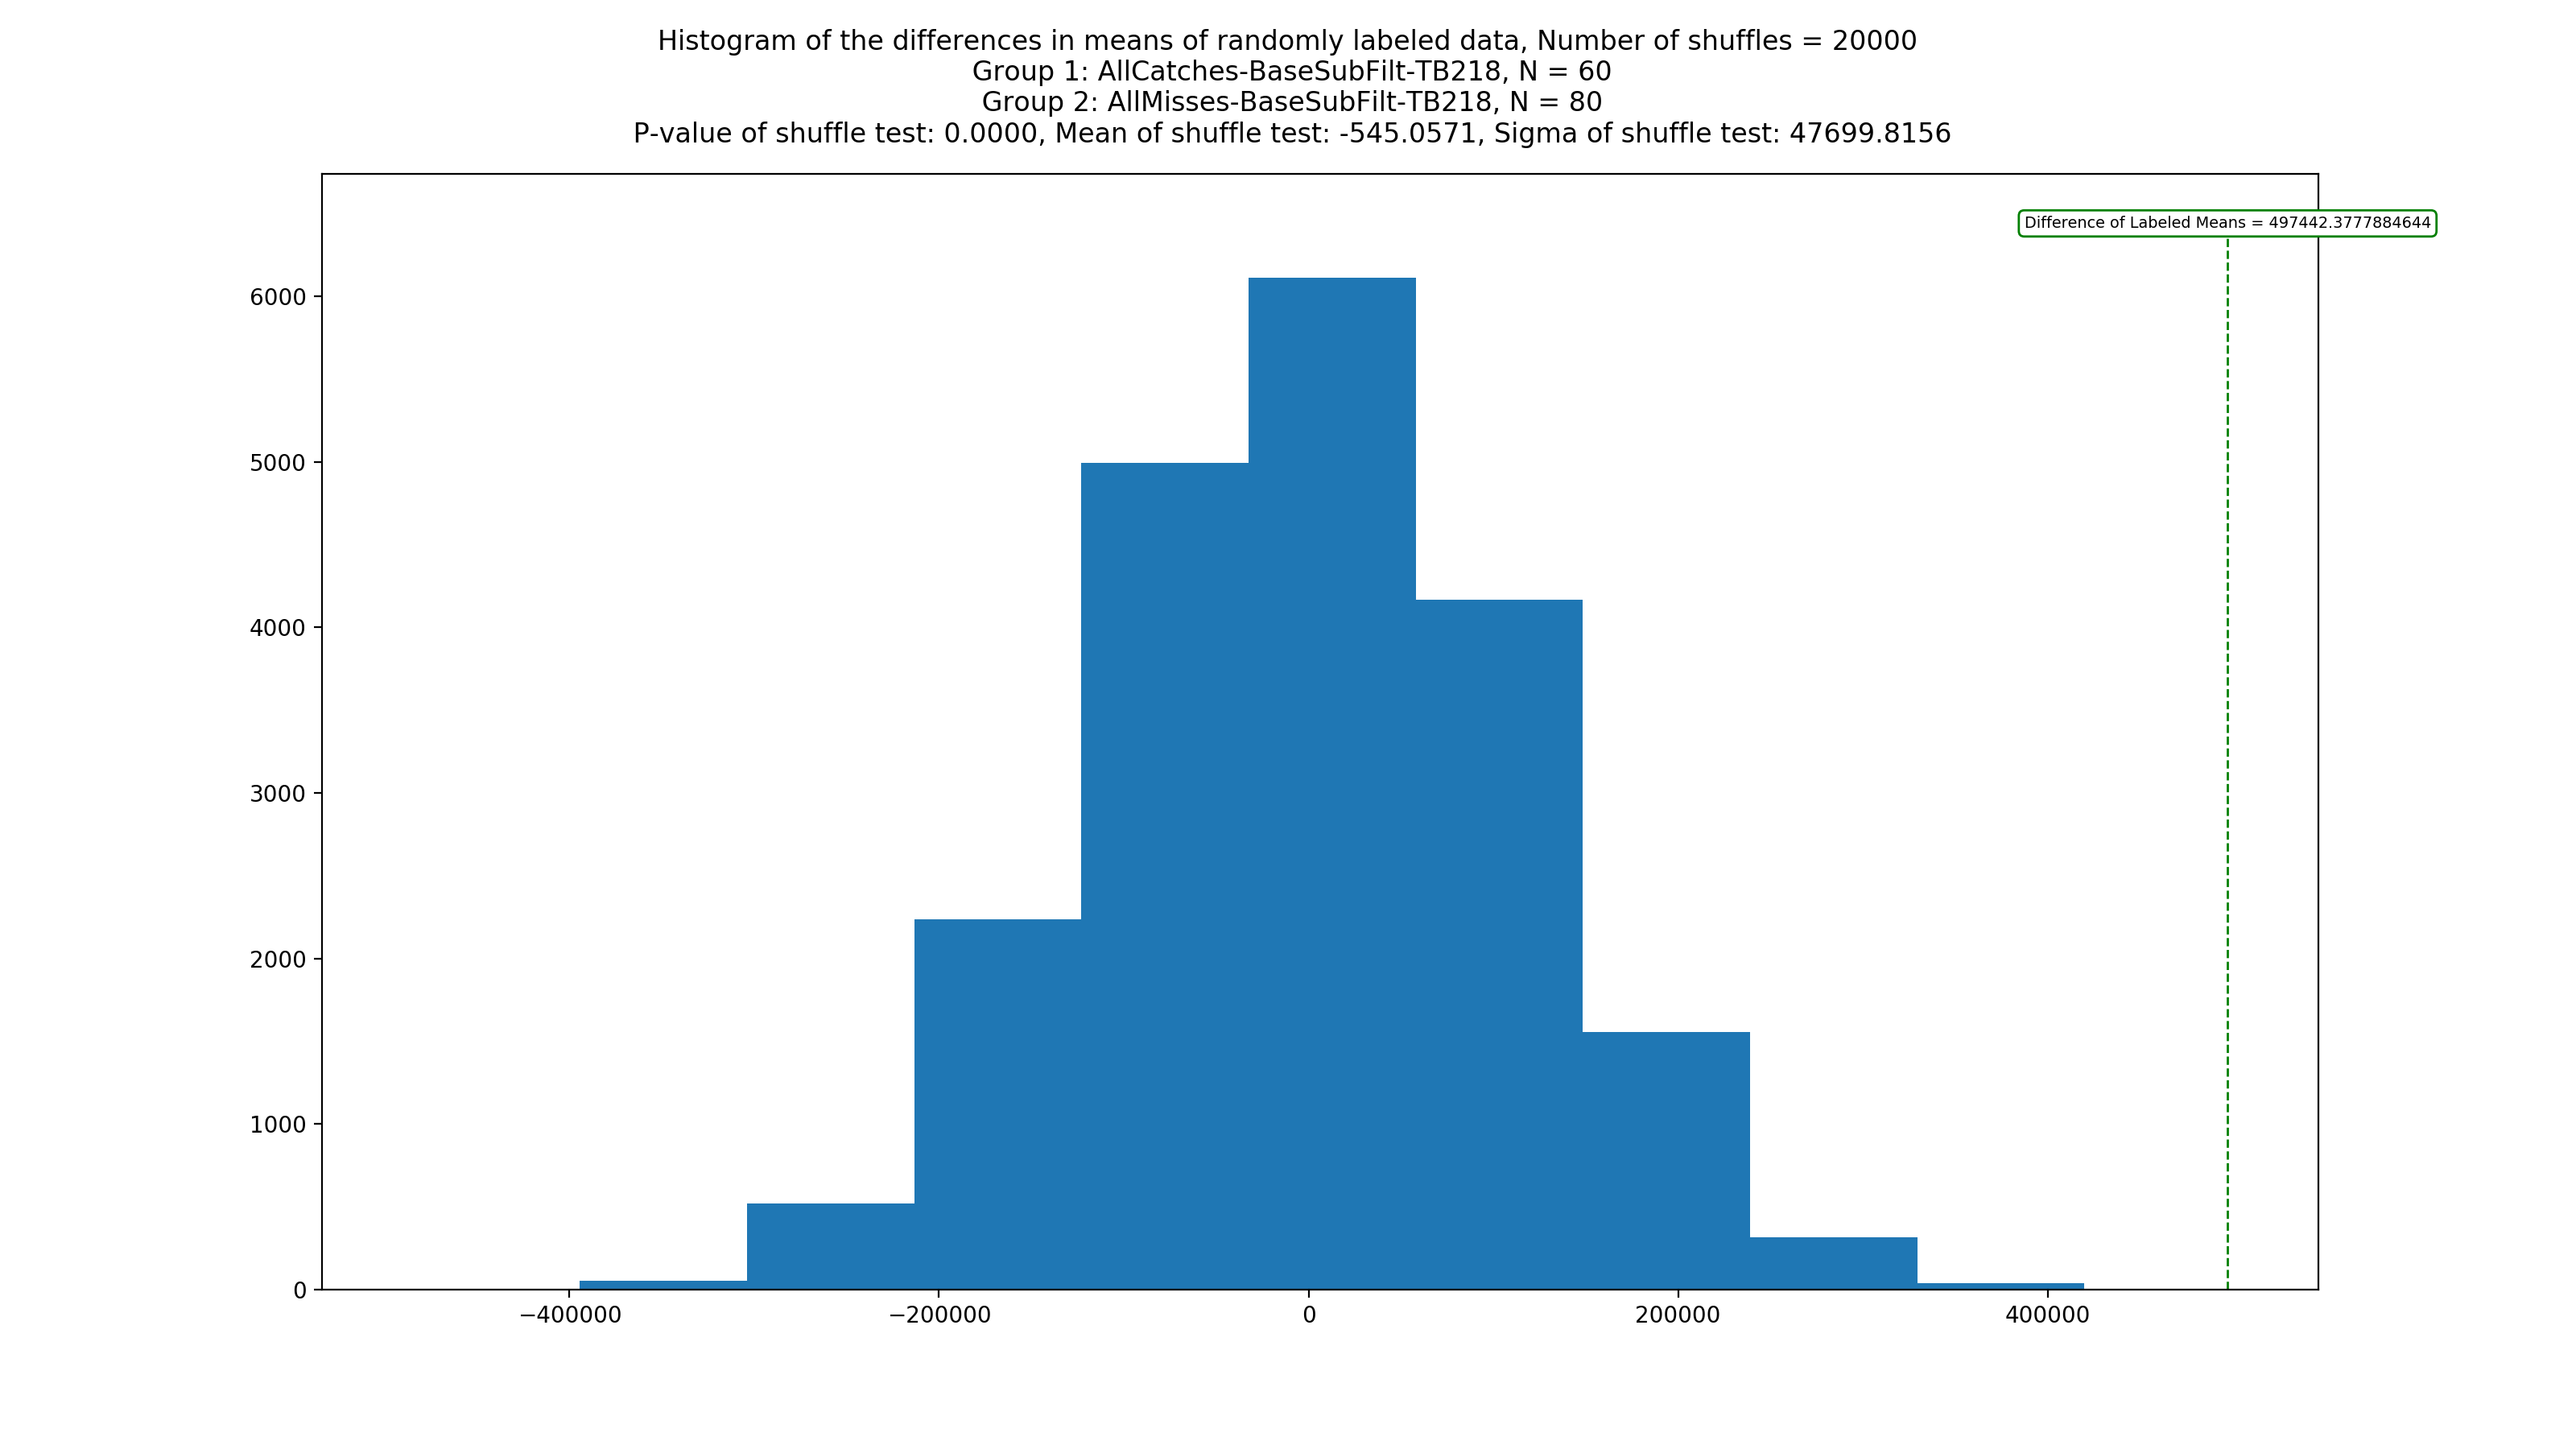 Histogram of the differences in means of randomly labeled data, Number of shuffles = 20000
Group 1: AllCatches-BaseSubFilt-TB218, N = 60
Group 2: AllMisses-BaseSubFilt-TB218, N = 80
P-value of shuffle test: 0.0000, Mean of shuffle test: -545.0571, Sigma of shuffle test: 47699.8156
Difference of Labeled Means = 497442.3777884644
6000
5000
4000
3000
2000
1000
0
−400000
−200000
0
200000
400000